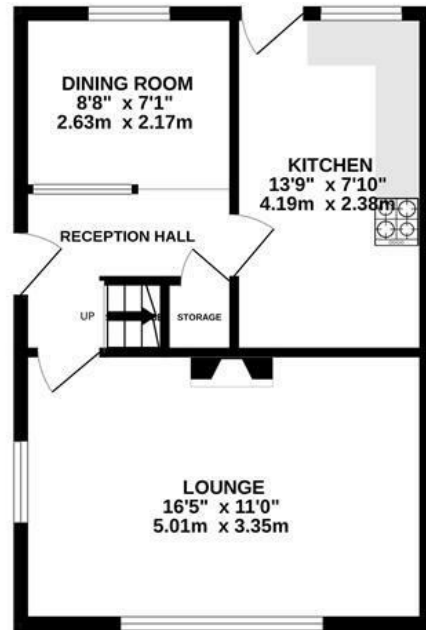 DINING ROOM
8'8" x 7'1"
2.63m x 2.17m
KITCHEN
13'9" x 7'10"
4.19m x 2.38m
RECEPTION HALL
UP
STORAGE
LOUNGE
16'5" x 11'0"
5.01m x 3.35m